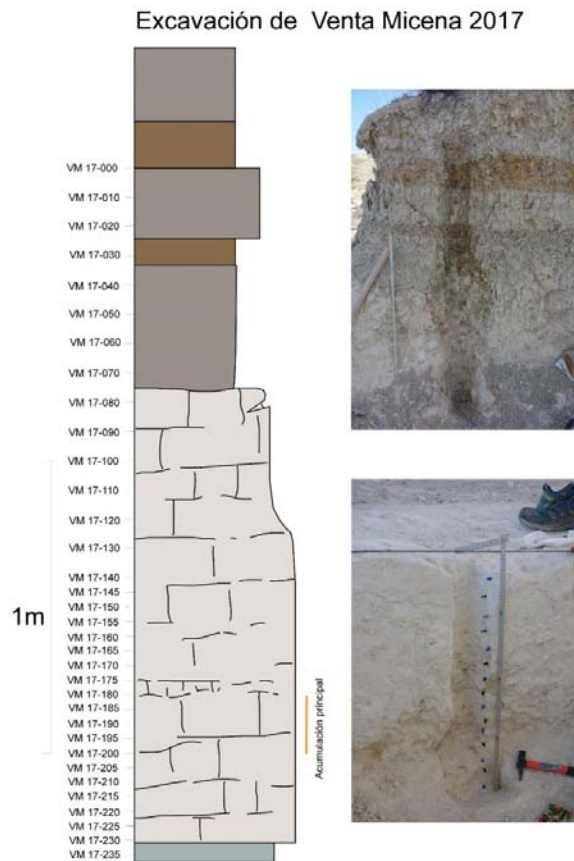 Excavación de Venta Micena 2017
VM 17-000
VM 17-010
VM 17-020
VM 17-030
VM 17-040
VM 17-050
VM 17-060
VM 17-070
VM 17-080
VM 17-090
VM 17-100
VM 17-110
VM 17-120
VM 17-130
VM 17-140
VM 17-145
VM 17-150
VM 17-155
VM 17-160
VM 17-165
VM 17-170
VM 17-175
VM 17-180
VM 17-185
VM 17-190
VM 17-195
VM 17-200
VM 17-205
VM 17-210
VM 17-215
VM 17-220
VM 17-225
VM 17-230
VM 17-235
1m
Acumulación principal